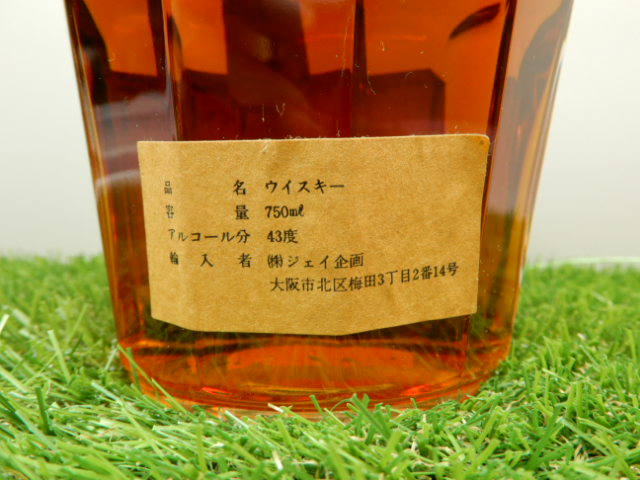 品名 ウイスキー
容量 750ml
アルコール分 43度
輸入者 ㈱ジェイ企画
大阪市北区梅田3丁目2番14号